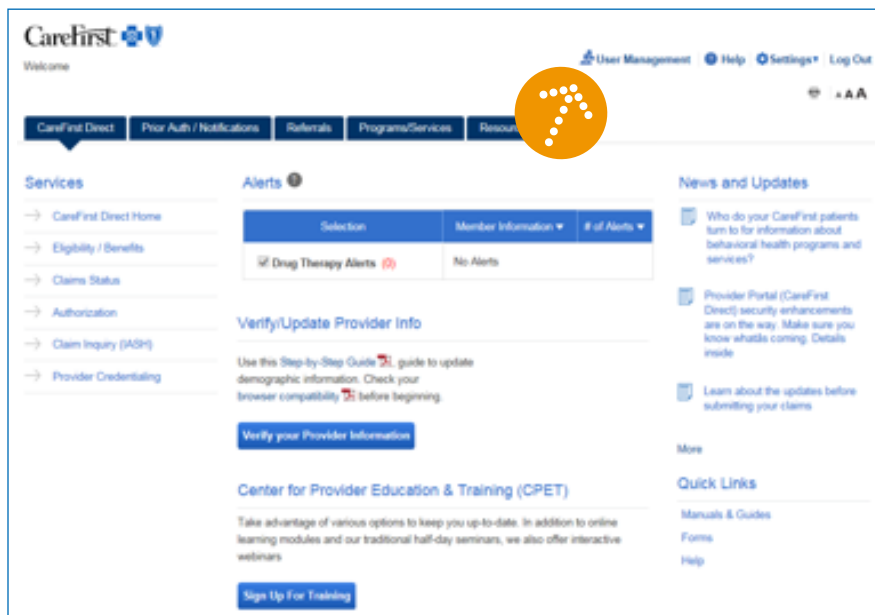 CareFirst
Welcome
User Management Help Settings Log Out
A A A
CareFirst Direct Prior Auth / Notifications Referrals Programs/Services
7
Services
CareFirst Direct Home
Eligibility / Benefits
Claims Status
Authorization
Claim Inquiry (IASH)
Provider Credentialing
Alerts ?
Selection Member Information # of Alerts
Drug Therapy Alerts (0) No Alerts
Verify/Update Provider Info
Use this Step-by-Step Guide, guide to update
demographic information. Check your
browser compatibility before beginning.
Verify your Provider Information
Center for Provider Education & Training (CPET)
Take advantage of various options to keep you up-to-date. In addition to online
learning modules and our traditional half-day seminars, we also offer interactive
webinars
Sign Up For Training
News and Updates
Who do your CareFirst patients
turn to for information about
behavioral health programs and
services?
Provider Portal (CareFirst
Direct) security enhancements
are on the way. Make sure you
know whatâs coming. Details
inside
Learn about the updates before
submitting your claims
More
Quick Links
Manuals & Guides
Forms
Help